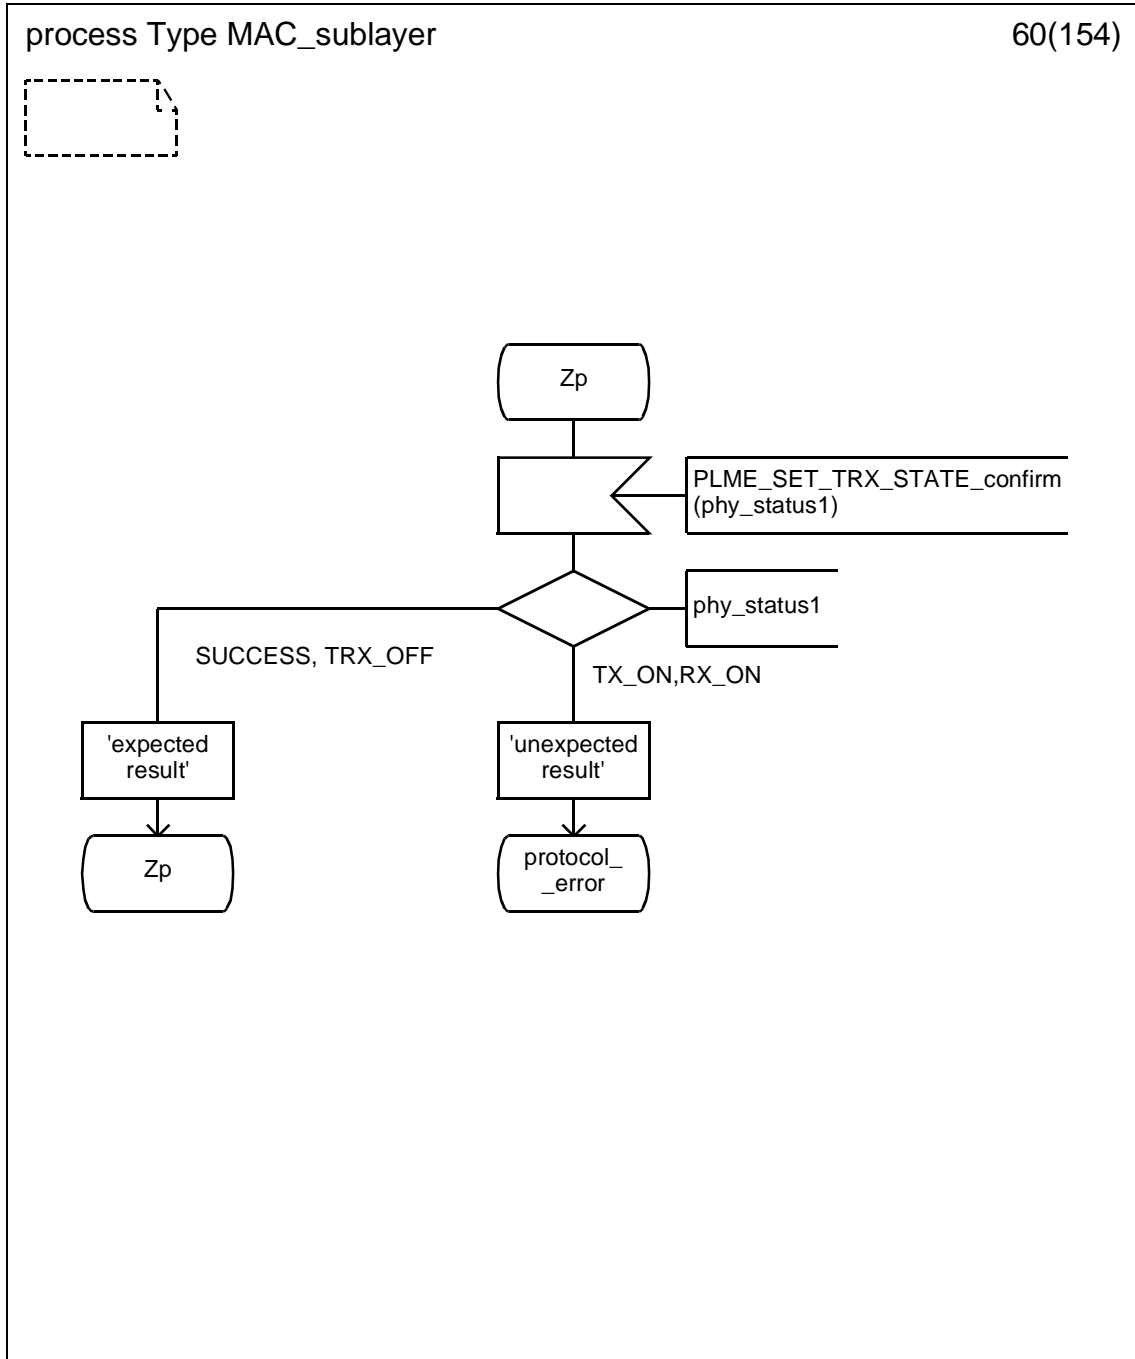 process Type MAC_sublayer
60(154)
Zp
PLME_SET_TRX_STATE_confirm
(phy_status1)
phy_status1
SUCCESS, TRX_OFF
TX_ON,RX_ON
'expected
result'
'unexpected
result'
Zp
protocol_
_error